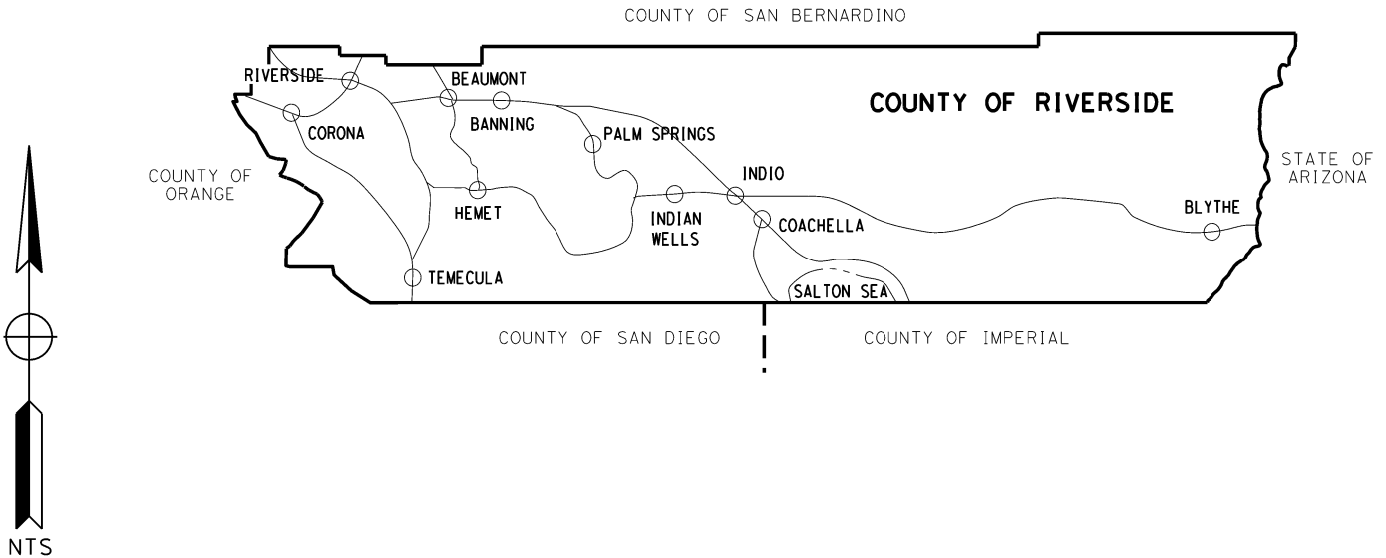 COUNTY OF SAN BERNARDINO
RIVERSIDE
BEAUMONT
COUNTY OF RIVERSIDE
BANNING
CORONA
PALM SPRINGS
STATE OF
ARIZONA
COUNTY OF
ORANGE
INDIO
HEMET
INDIAN
WELLS
COACHELLA
BLYTHE
TEMECULA
SALTON SEA
COUNTY OF SAN DIEGO
COUNTY OF IMPERIAL
NTS